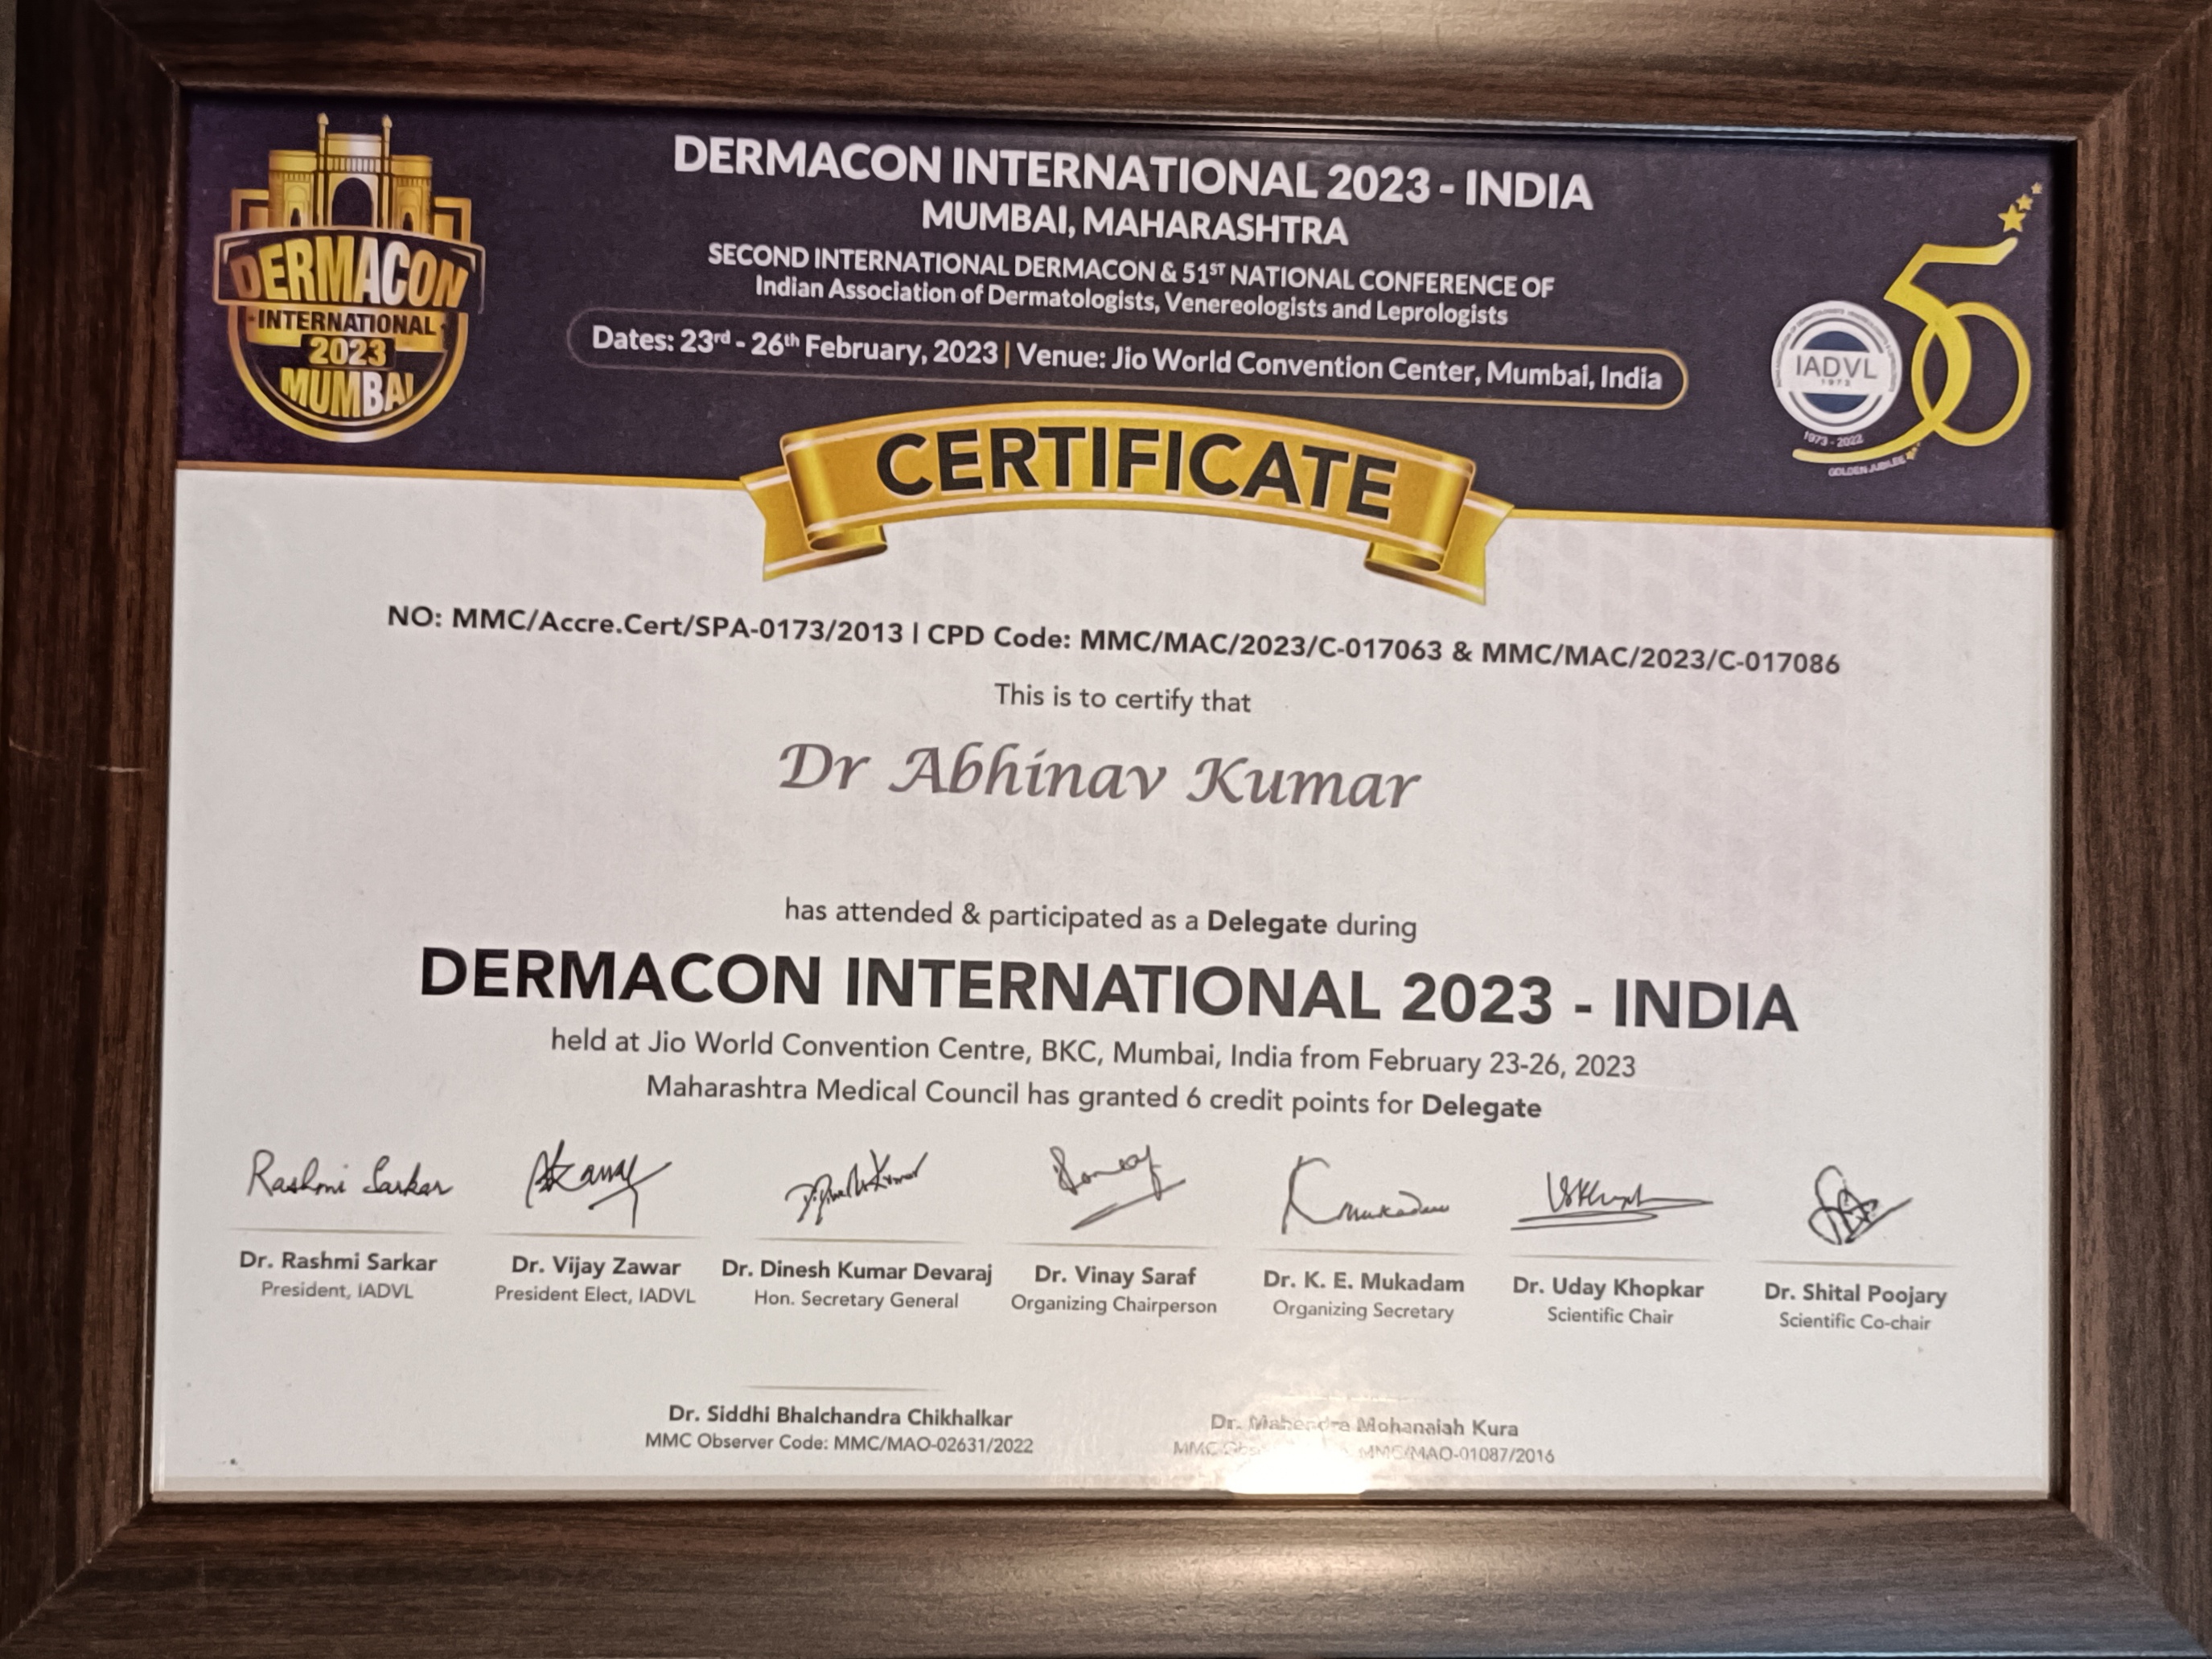 DERMACON
INTERNATIONAL
2023
MUMBAI
DERMACON INTERNATIONAL 2023 - INDIA
MUMBAI, MAHARASHTRA
SECOND INTERNATIONAL DERMACON & 51ST NATIONAL CONFERENCE OF
Indian Association of Dermatologists, Venereologists and Leprologists
Dates: 23rd - 26th February, 2023 | Venue: Jio World Convention Center, Mumbai, India
50
IADVL
1973
1973 - 2022
GOLDEN JUBILEE
CERTIFICATE
NO: MMC/Accre.Cert/SPA-0173/2013 | CPD Code: MMC/MAC/2023/C-017063 & MMC/MAC/2023/C-017086
This is to certify that
Dr Abhinav Kumar
has attended & participated as a Delegate during
DERMACON INTERNATIONAL 2023 - INDIA
held at Jio World Convention Centre, BKC, Mumbai, India from February 23-26, 2023
Maharashtra Medical Council has granted 6 credit points for Delegate
Rashmi Sarkar
Dr. Rashmi Sarkar
President, IADVL
Dr. Vijay Zawar
President Elect, IADVL
Dr. Dinesh Kumar Devaraj
Hon. Secretary General
Dr. Vinay Saraf
Organizing Chairperson
K Mukadam
Dr. K. E. Mukadam
Organizing Secretary
Dr. Uday Khopkar
Scientific Chair
Dr. Shital Poojary
Scientific Co-chair
Dr. Siddhi Bhalchandra Chikhalkar
MMC Observer Code: MMC/MAO-02631/2022
Dr. Mahendra Mohanaiah Kura
MMC MMC/MAO-01087/2016